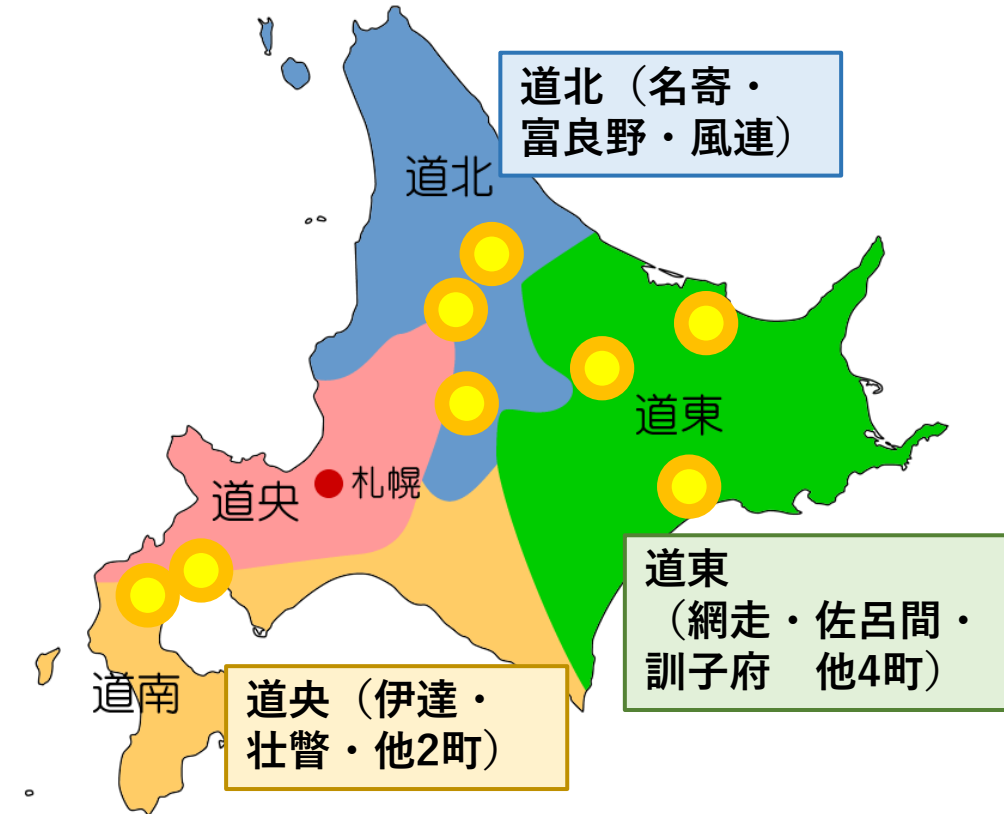 道北（名寄・
富良野・風連）
道北
道東
道央
札幌
道東
（網走・佐呂間・
訓子府　他4町）
道南
道央（伊達・
壮瞥・他2町）